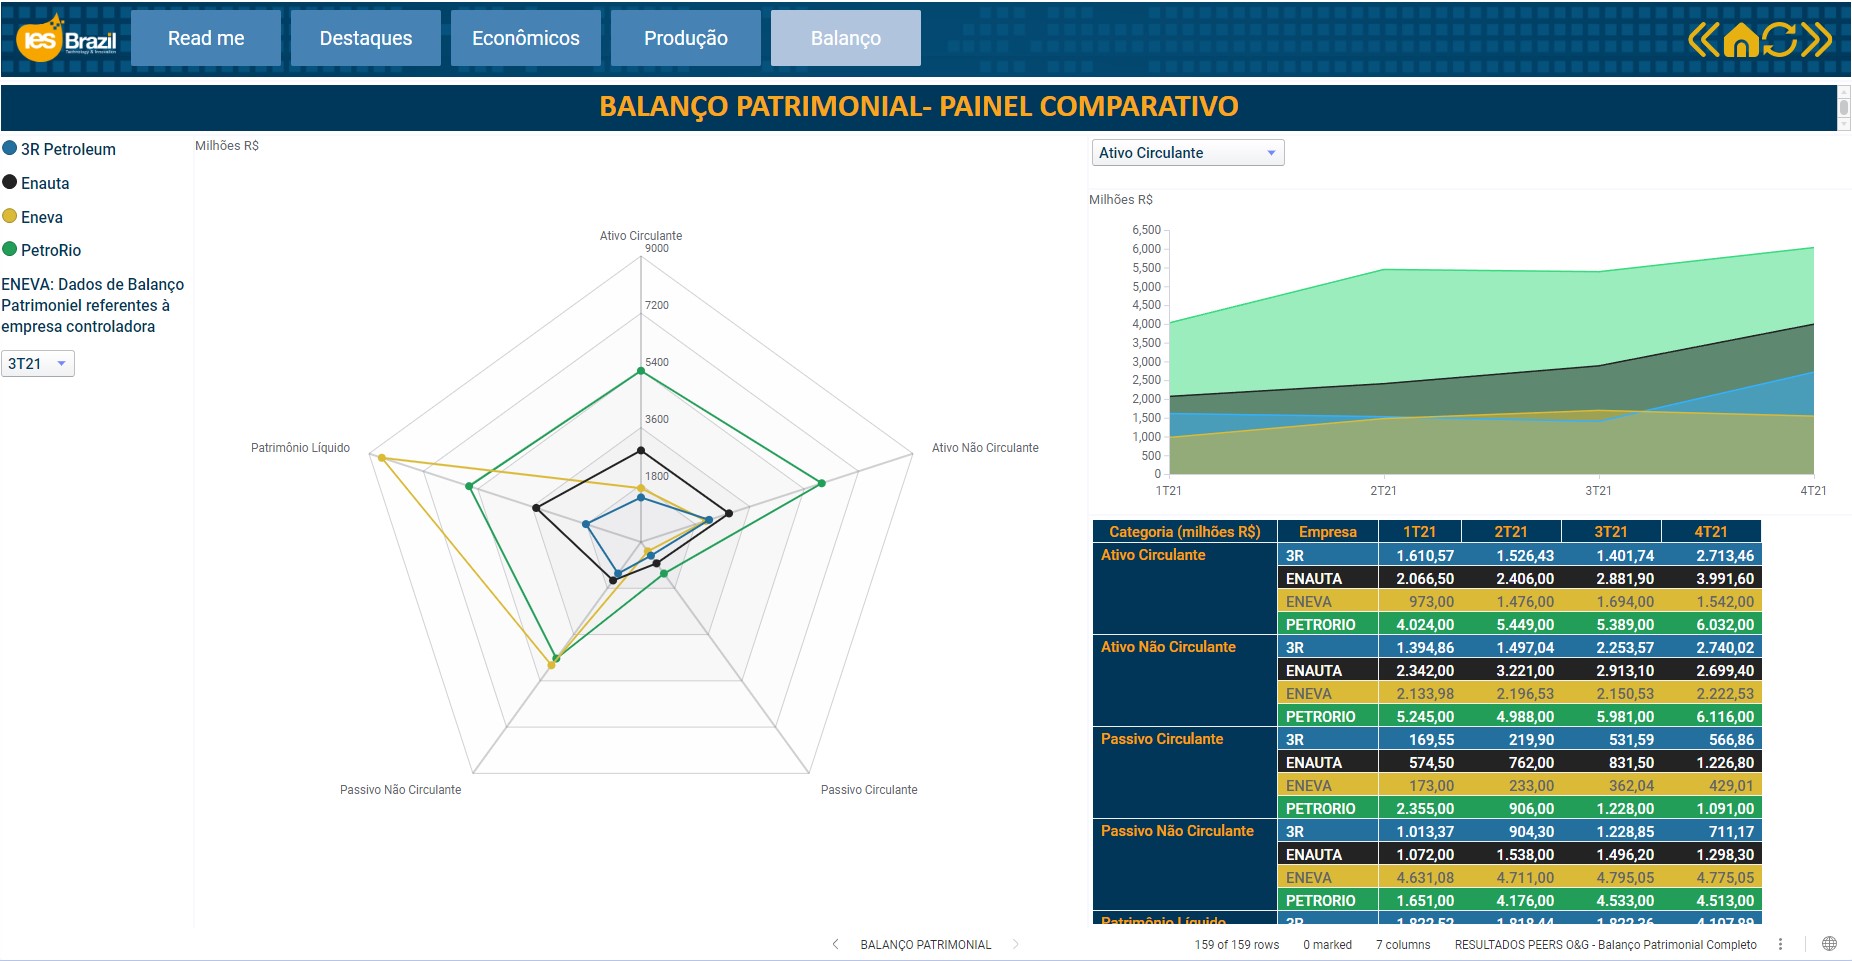 IES Brazil
Technology & Innovation
Read me
Destaques
Econômicos
Produção
Balanço
BALANÇO PATRIMONIAL- PAINEL COMPARATIVO
3R Petroleum
Enauta
Eneva
PetroRio
ENEVA: Dados de Balanço
Patrimoniel referentes à
empresa controladora
3T21
Milhões R$
Ativo Circulante
9000
7200
5400
3600
1800
Patrimônio Líquido
Ativo Não Circulante
Passivo Não Circulante
Passivo Circulante
Ativo Circulante
Milhões R$
6,500
6,000
5,500
5,000
4,500
4,000
3,500
3,000
2,500
2,000
1,500
1,000
500
0
1T21 2T21 3T21 4T21
Categoria (milhões R$) Empresa 1T21 2T21 3T21 4T21
Ativo Circulante 3R 1.610,57 1.526,43 1.401,74 2.713,46
ENAUTA 2.066,50 2.406,00 2.881,90 3.991,60
ENEVA 973,00 1.476,00 1.694,00 1.542,00
PETRORIO 4.024,00 5.449,00 5.389,00 6.032,00
Ativo Não Circulante 3R 1.394,86 1.497,04 2.253,57 2.740,02
ENAUTA 2.342,00 3.221,00 2.913,10 2.699,40
ENEVA 2.133,98 2.196,53 2.150,53 2.222,53
PETRORIO 5.245,00 4.988,00 5.981,00 6.116,00
Passivo Circulante 3R 169,55 219,90 531,59 566,86
ENAUTA 574,50 762,00 831,50 1.226,80
ENEVA 173,00 233,00 362,04 429,01
PETRORIO 2.355,00 906,00 1.228,00 1.091,00
Passivo Não Circulante 3R 1.013,37 904,30 1.228,85 711,17
ENAUTA 1.072,00 1.538,00 1.496,20 1.298,30
ENEVA 4.631,08 4.711,00 4.795,05 4.775,05
PETRORIO 1.651,00 4.176,00 4.533,00 4.513,00
Patrimônio Líquido 3R 1.822,52 1.818,44 1.822,36 4.107,89
BALANÇO PATRIMONIAL
159 of 159 rows 0 marked 7 columns RESULTADOS PEERS O&G - Balanço Patrimonial Completo